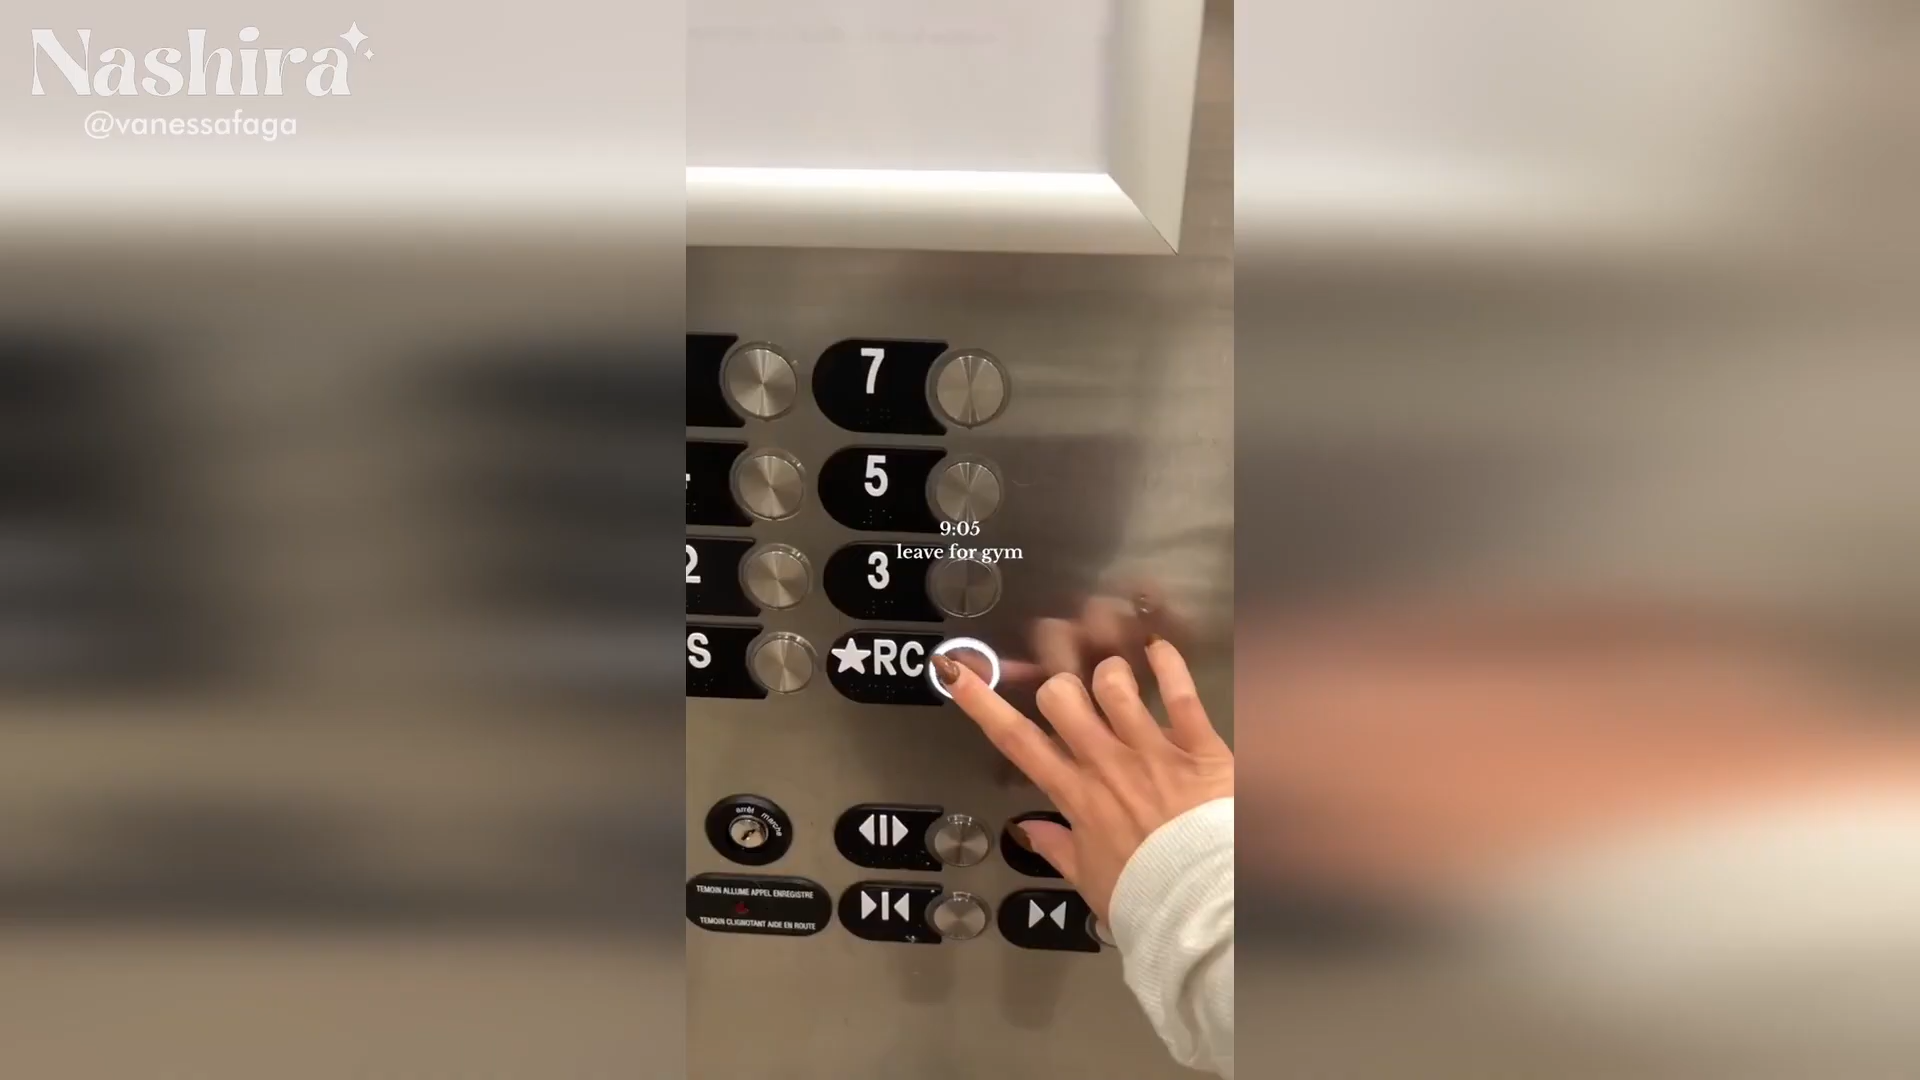 Nashira
@vanessafaga
7
5
9:05
leave for gym
2
3
S
★RC
arrêt
marche
TEMOIN ALLUME APPEL ENREGISTRE
TEMOIN CLIGNOTANT AIDE EN ROUTE